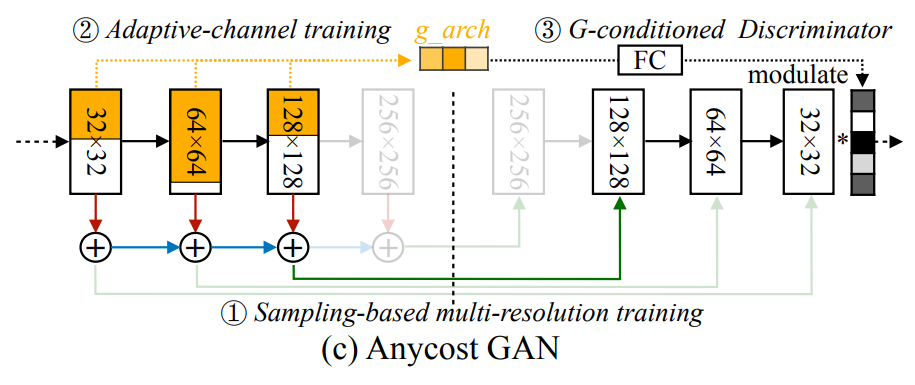 ② Adaptive-channel training
g_arch
③ G-conditioned Discriminator
FC
modulate
32×32
64×64
128×128
256×256
256×256
128×128
64×64
32×32
*
+
+
+
+
① Sampling-based multi-resolution training
(c) Anycost GAN